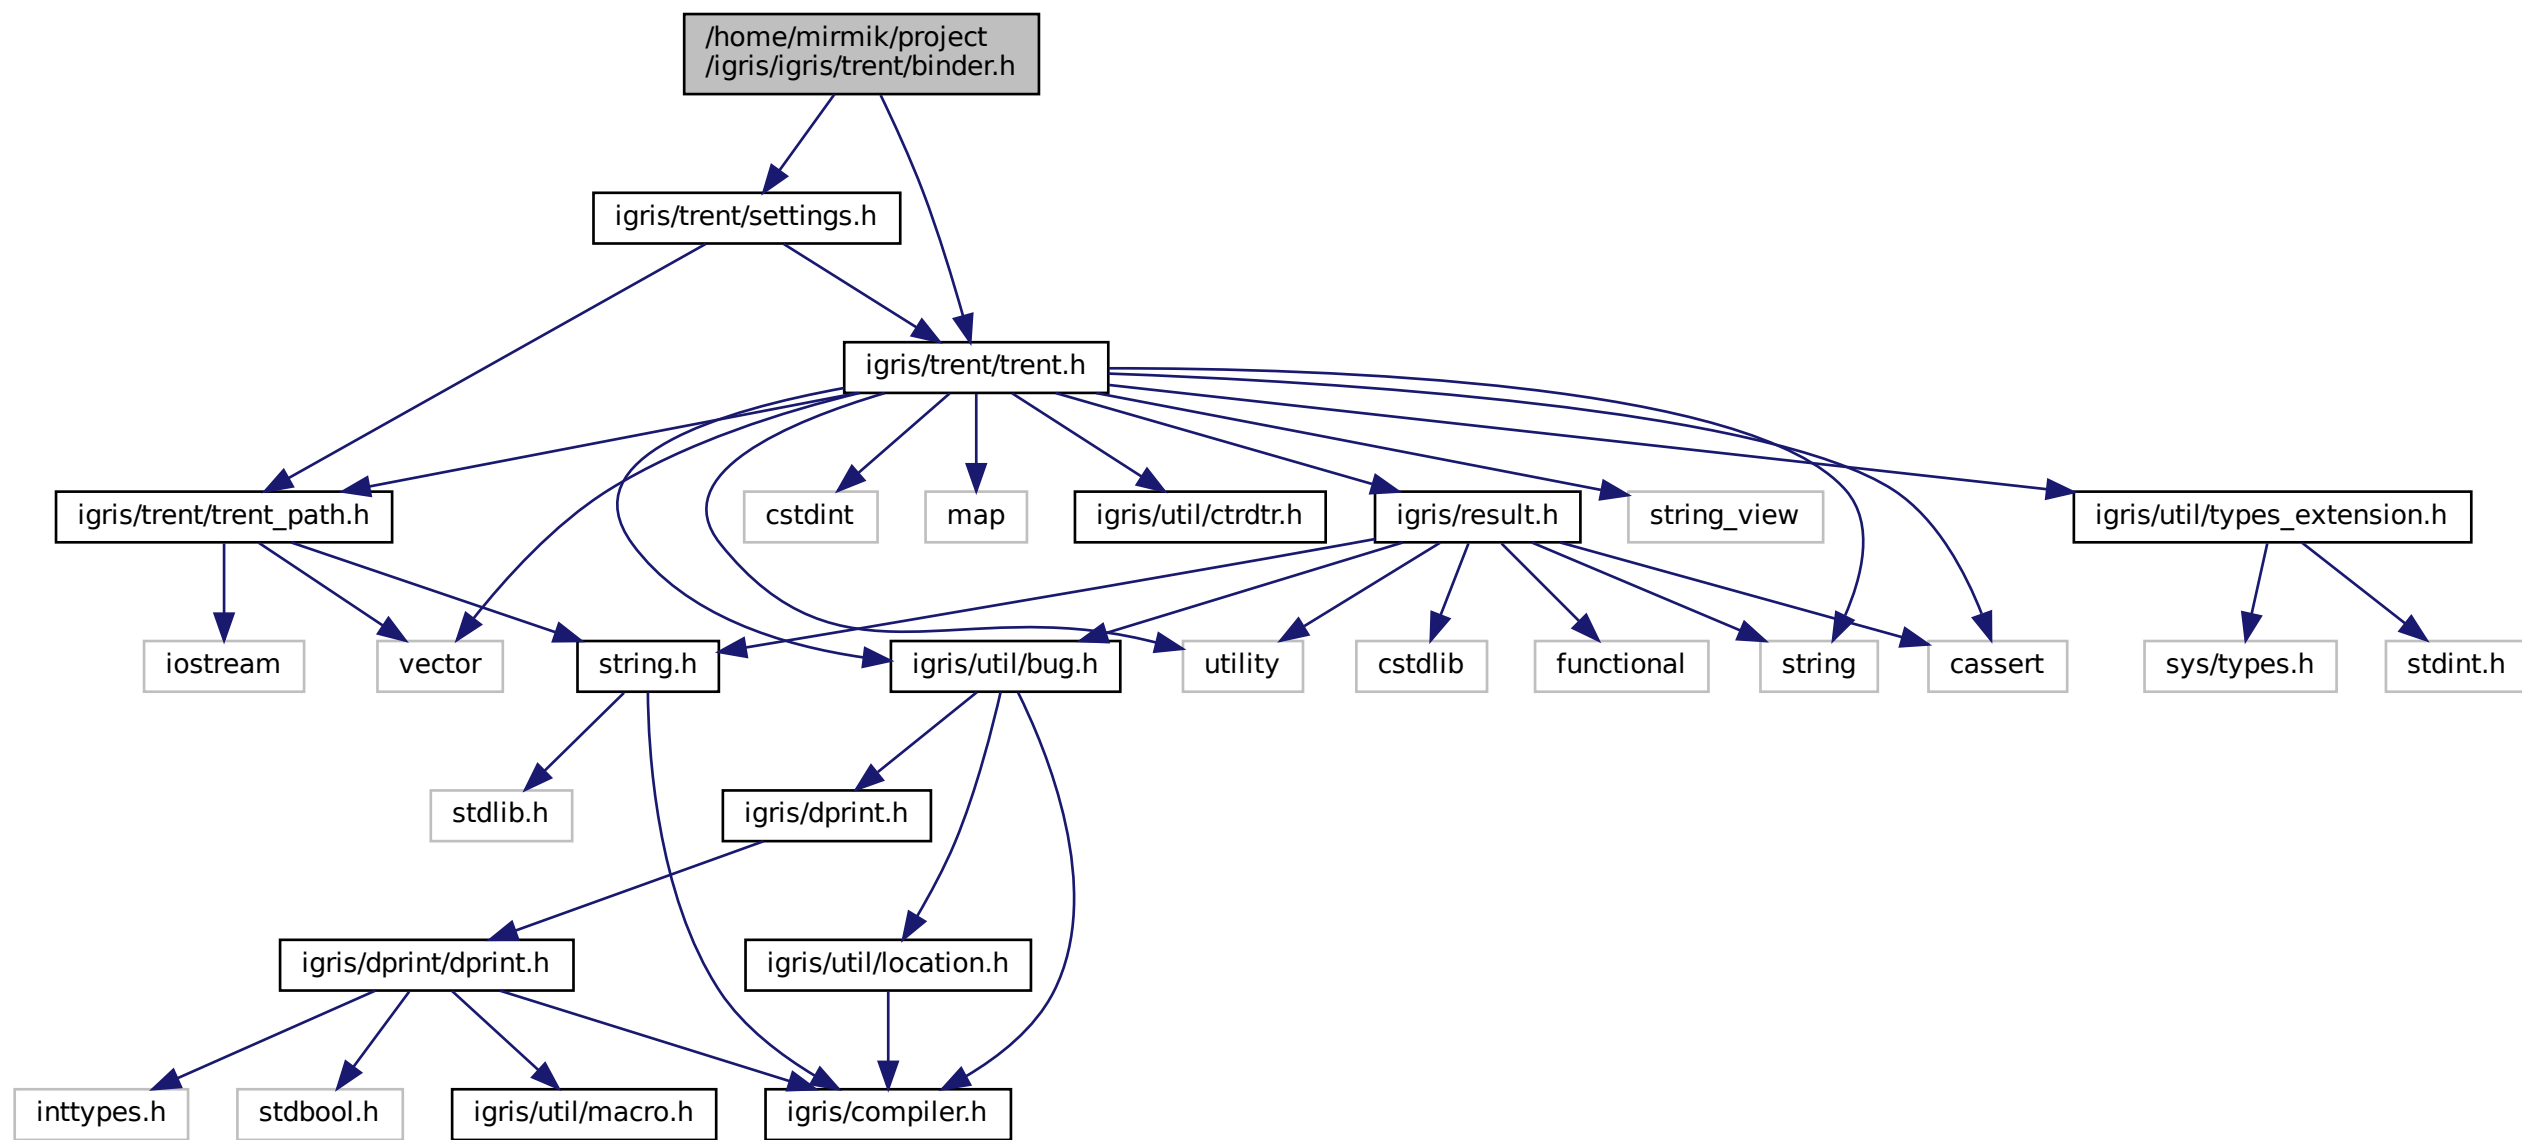 /home/mirmik/project
/igris/igris/trent/binder.h
igris/trent/settings.h
igris/trent/trent.h
igris/trent/trent_path.h
cstdint
map
igris/util/ctrdtr.h
igris/result.h
string_view
igris/util/types_extension.h
iostream
vector
string.h
igris/util/bug.h
utility
cstdlib
functional
string
cassert
sys/types.h
stdint.h
stdlib.h
igris/dprint.h
igris/dprint/dprint.h
igris/util/location.h
inttypes.h
stdbool.h
igris/util/macro.h
igris/compiler.h